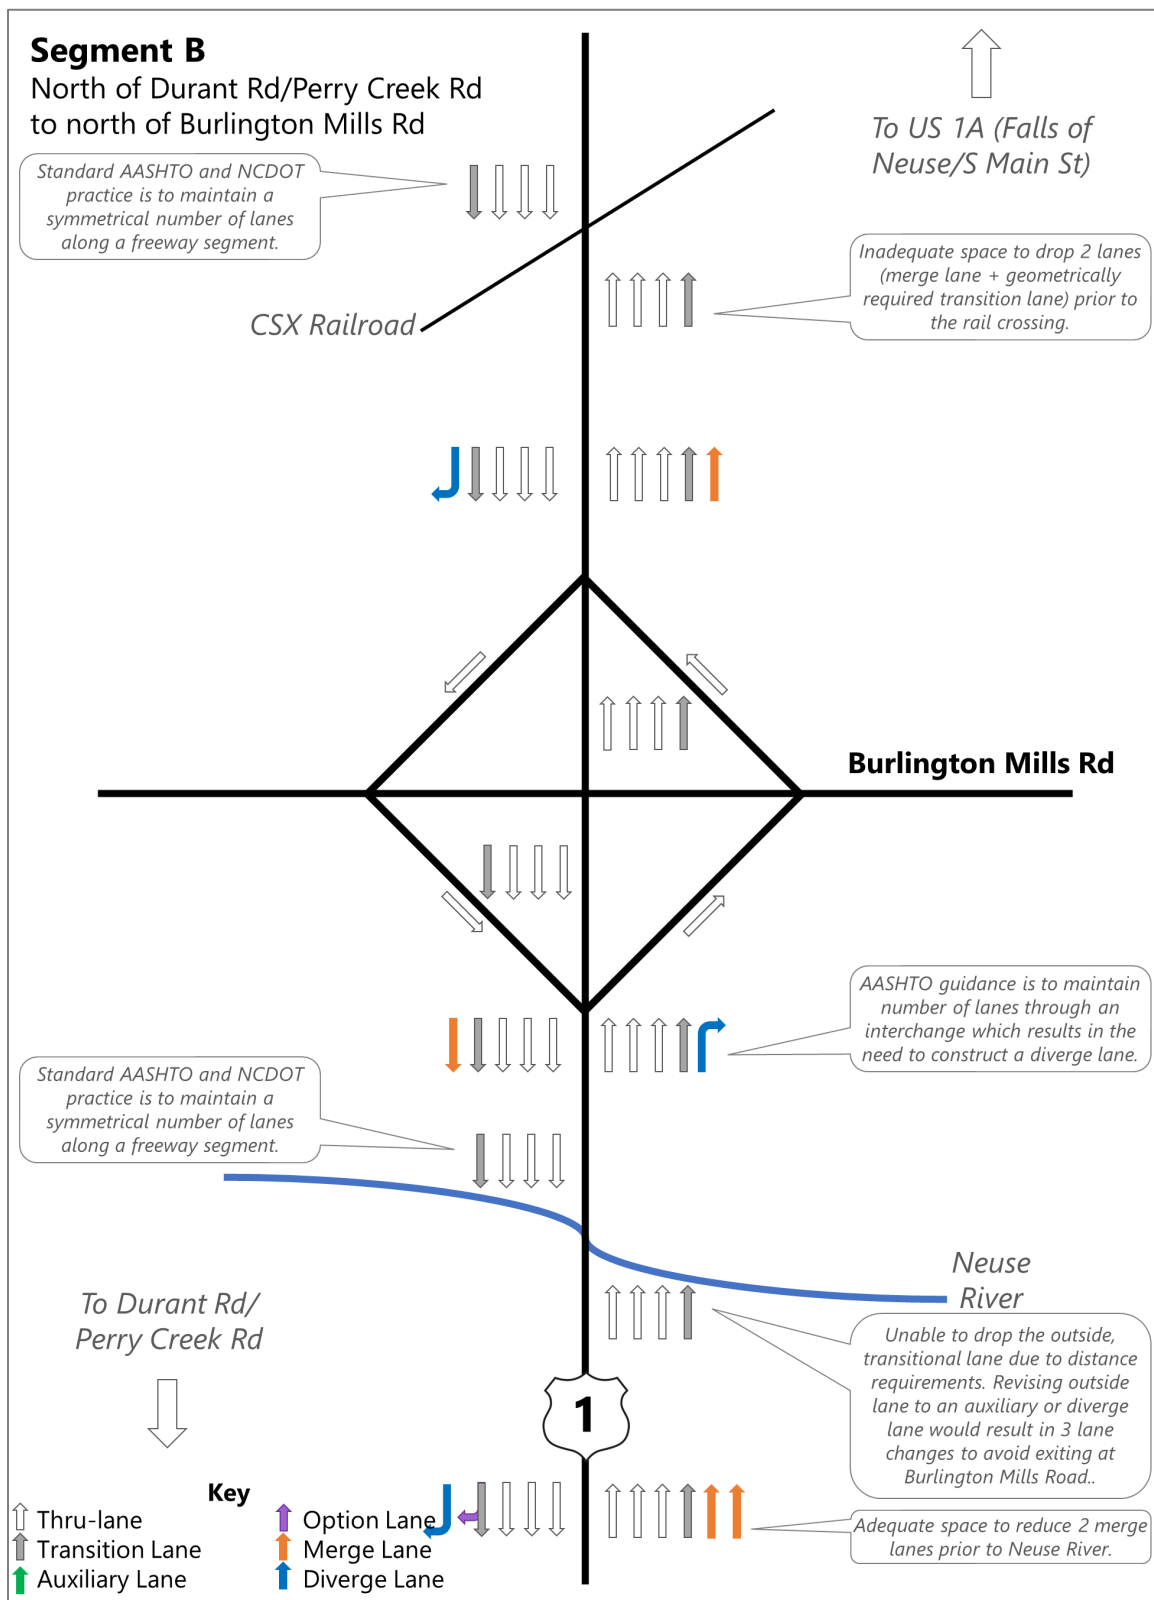 Segment B
North of Durant Rd/Perry Creek Rd
to north of Burlington Mills Rd
To US 1A (Falls of
Neuse/S Main St)
Standard AASHTO and NCDOT
practice is to maintain a
symmetrical number of lanes
along a freeway segment.
Inadequate space to drop 2 lanes
(merge lane + geometrically
required transition lane) prior to
the rail crossing.
CSX Railroad
Burlington Mills Rd
AASHTO guidance is to maintain
number of lanes through an
interchange which results in the
need to construct a diverge lane.
Standard AASHTO and NCDOT
practice is to maintain a
symmetrical number of lanes
along a freeway segment.
Neuse
River
To Durant Rd/
Perry Creek Rd
Unable to drop the outside,
transitional lane due to distance
requirements. Revising outside
lane to an auxiliary or diverge
lane would result in 3 lane
changes to avoid exiting at
Burlington Mills Road..
1
Key
Thru-lane
Transition Lane
Auxiliary Lane
Option Lane
Merge Lane
Diverge Lane
Adequate space to reduce 2 merge
lanes prior to Neuse River.